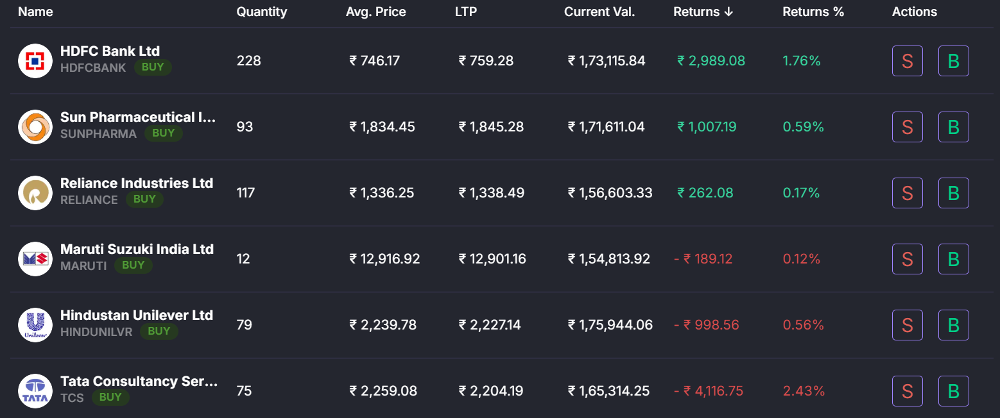 Name Quantity Avg. Price LTP Current Val. Returns ↓ Returns % Actions
HDFC Bank Ltd
HDFCBANK BUY
228 ₹ 746.17 ₹ 759.28 ₹ 1,73,115.84 ₹ 2,989.08 1.76% S B
Sun Pharmaceutical I...
SUNPHARMA BUY
93 ₹ 1,834.45 ₹ 1,845.28 ₹ 1,71,611.04 ₹ 1,007.19 0.59% S B
Reliance Industries Ltd
RELIANCE BUY
117 ₹ 1,336.25 ₹ 1,338.49 ₹ 1,56,603.33 ₹ 262.08 0.17% S B
Maruti Suzuki India Ltd
MARUTI BUY
12 ₹ 12,916.92 ₹ 12,901.16 ₹ 1,54,813.92 - ₹ 189.12 0.12% S B
Hindustan Unilever Ltd
Unilever
HINDUNILVR BUY
79 ₹ 2,239.78 ₹ 2,227.14 ₹ 1,75,944.06 - ₹ 998.56 0.56% S B
Tata Consultancy Ser...
TATA
TCS BUY
75 ₹ 2,259.08 ₹ 2,204.19 ₹ 1,65,314.25 - ₹ 4,116.75 2.43% S B